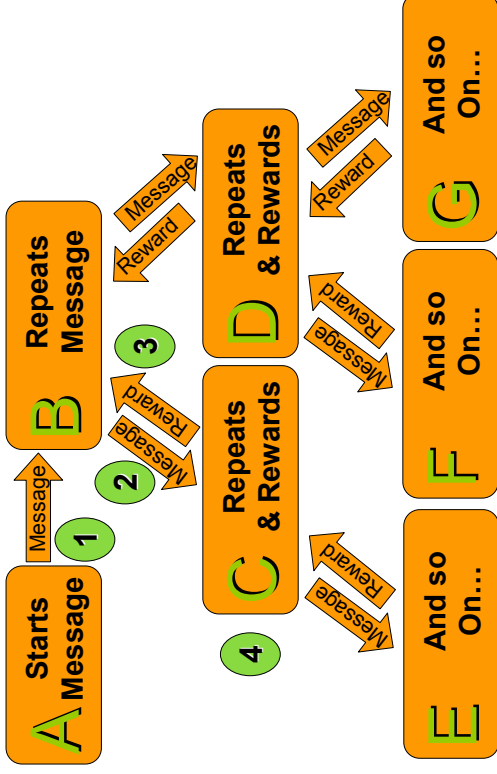 A
Starts
Message
Message
1
B
Repeats
Message
2
3
Message
Reward
Reward
Message
4
C
Repeats
& Rewards
D
Repeats
& Rewards
Message
Reward
Message
Reward
Reward
Message
E
And so
On...
F
And so
On...
G
And so
On...